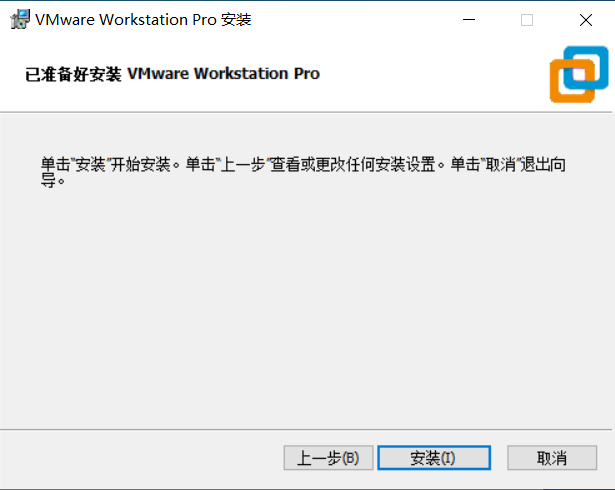 VMware Workstation Pro 安装
已准备好安装 VMware Workstation Pro
单击“安装”开始安装。单击“上一步”查看或更改任何安装设置。单击“取消”退出向
导。
上一步(B) 安装(I) 取消